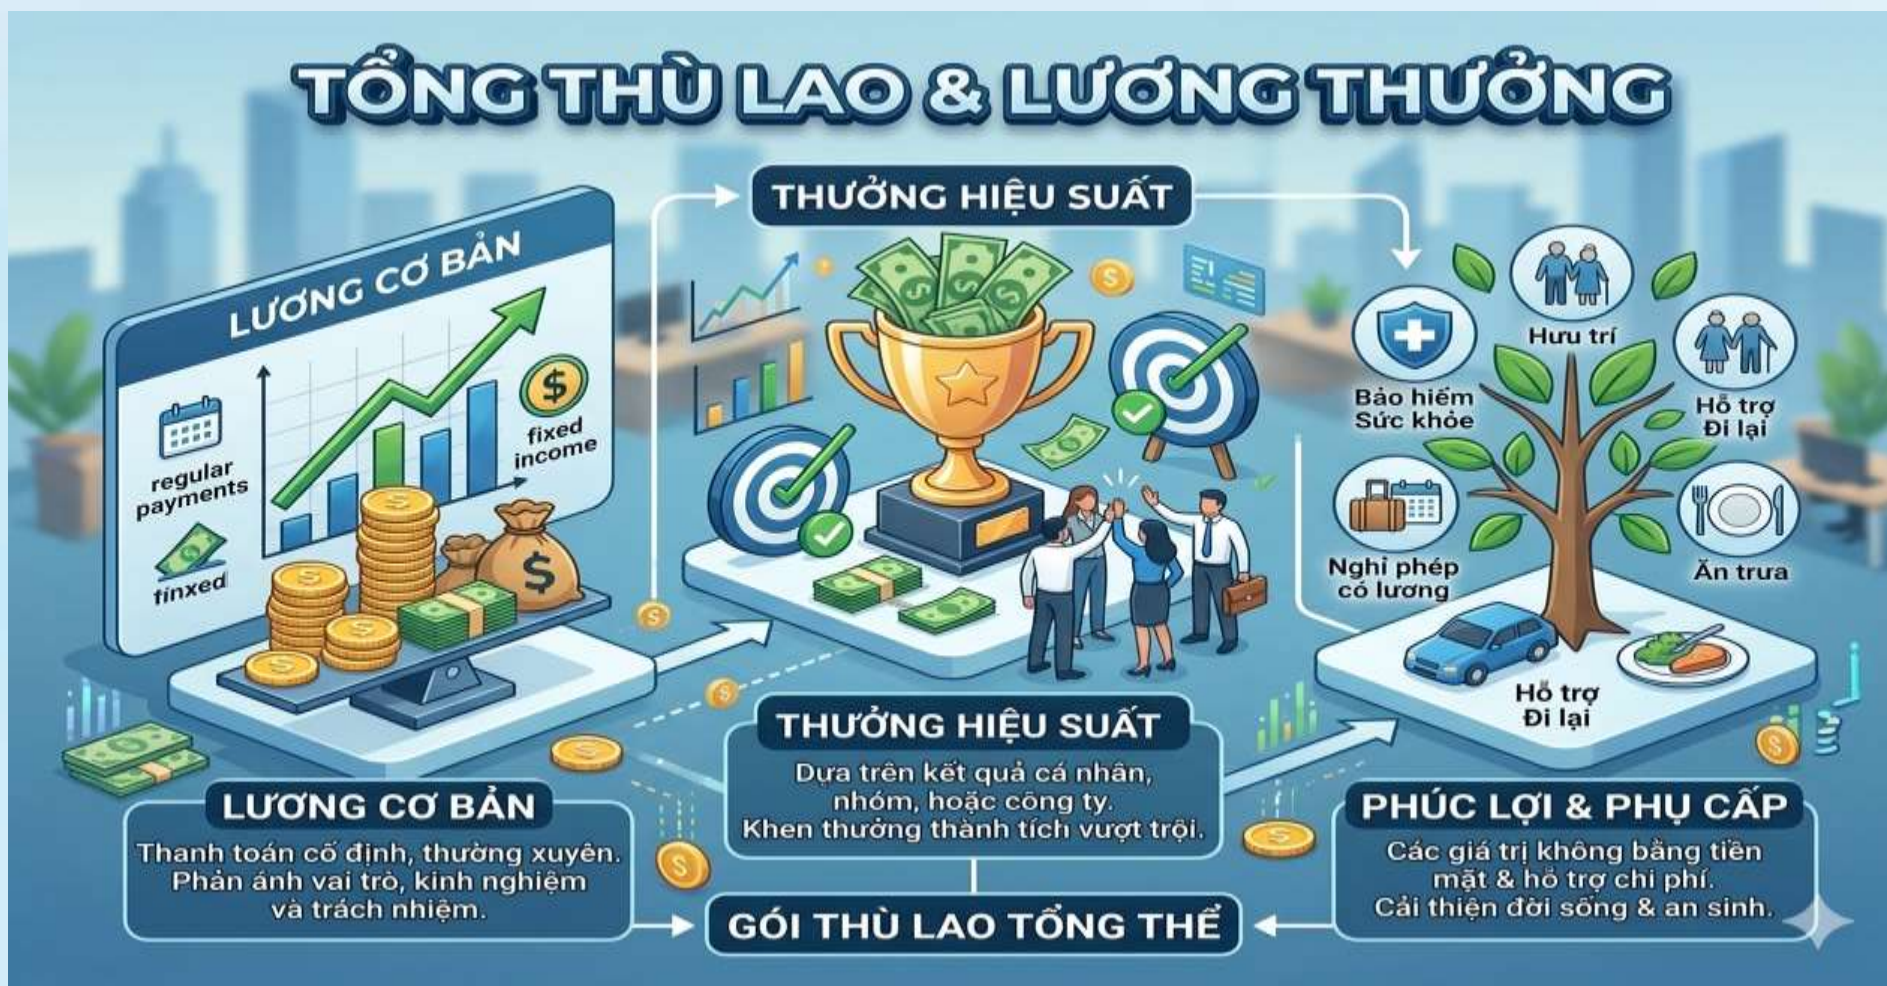 TỔNG THÙ LAO & LƯƠNG THƯỞNG
LƯƠNG CƠ BẢN
regular
payments
fixed
income
finxed
THƯỞNG HIỆU SUẤT
Hưu trí
Bảo hiểm
Sức khỏe
Hỗ trợ
Đi lại
Nghỉ phép
có lương
Ăn trưa
Hỗ trợ
Đi lại
LƯƠNG CƠ BẢN
Thanh toán cố định, thường xuyên.
Phản ánh vai trò, kinh nghiệm
và trách nhiệm.
THƯỞNG HIỆU SUẤT
Dựa trên kết quả cá nhân,
nhóm, hoặc công ty.
Khen thưởng thành tích vượt trội.
PHÚC LỢI & PHỤ CẤP
Các giá trị không bằng tiền
mặt & hỗ trợ chi phí.
Cải thiện đời sống & an sinh.
GÓI THÙ LAO TỔNG THỂ